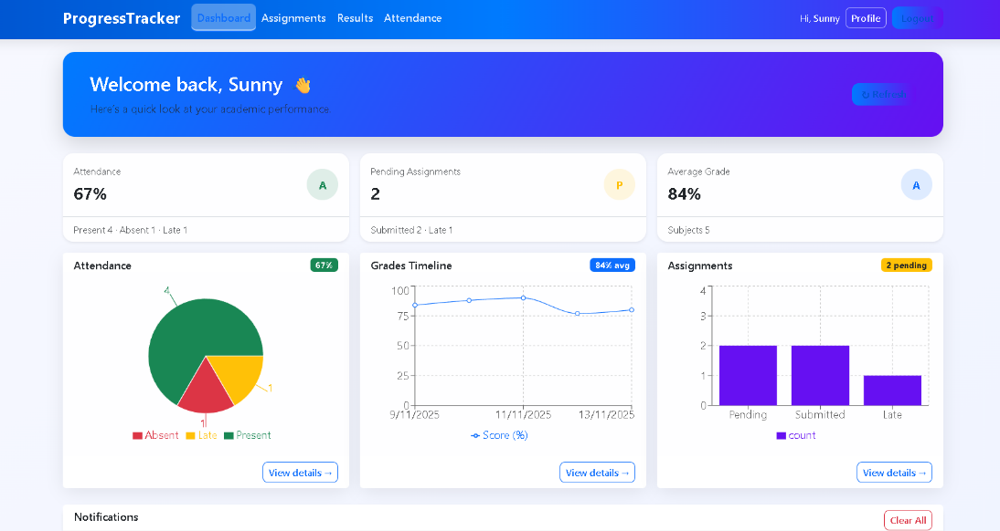 ProgressTracker Dashboard Assignments Results Attendance Hi, Sunny Profile Logout
Welcome back, Sunny 👋
Here's a quick look at your academic performance.
↻ Refresh
Attendance
67%
A
Present 4 · Absent 1 · Late 1
Pending Assignments
2
P
Submitted 2 · Late 1
Average Grade
84%
A
Subjects 5
Attendance 67%
4
1
1
Absent Late Present
View details →
Grades Timeline 84% avg
100
75
50
25
0
9/11/2025 11/11/2025 13/11/2025
Score (%)
View details →
Assignments 2 pending
4
3
2
1
0
Pending Submitted Late
count
View details →
Notifications Clear All